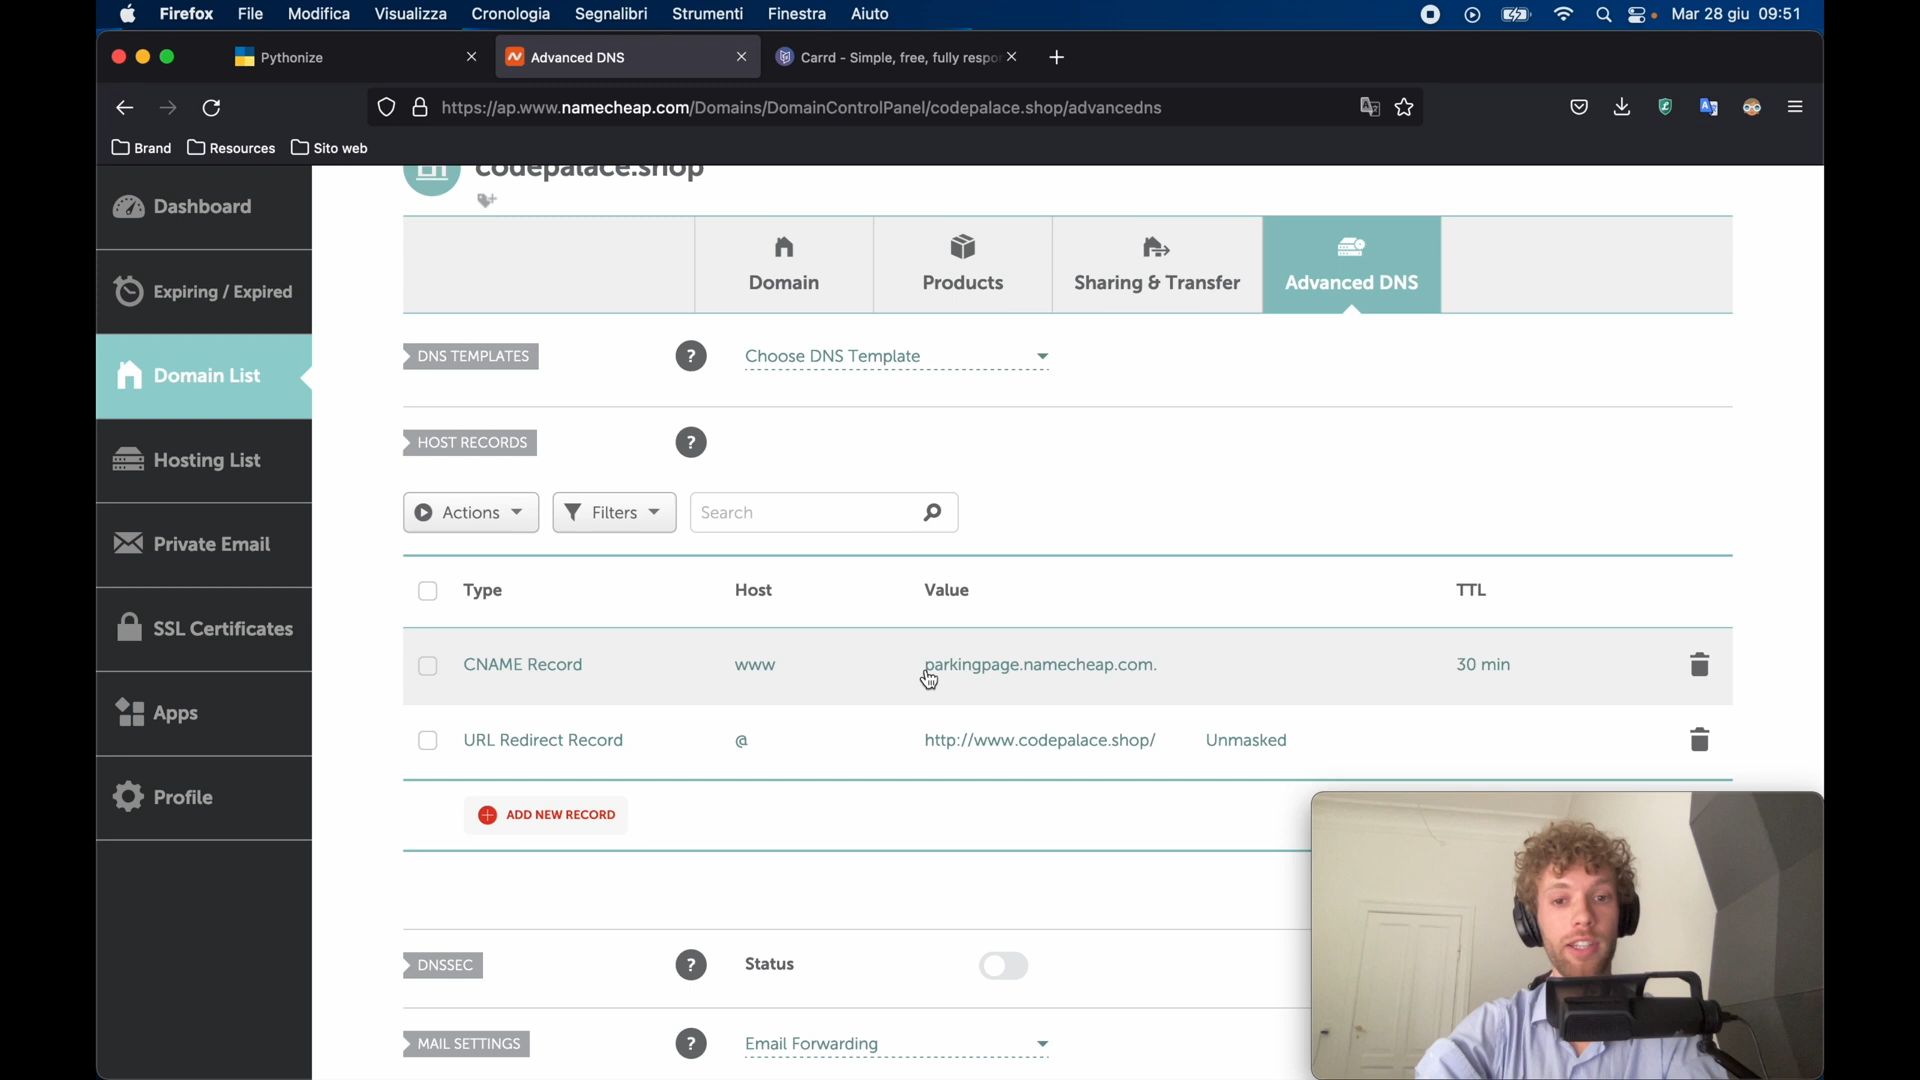 Firefox File Modifica Visualizza Cronologia Segnalibri Strumenti Finestra Aiuto Mar 28 giu 09:51
Pythonize Advanced DNS Carrd - Simple, free, fully respo
https://ap.www.namecheap.com/Domains/DomainControlPanel/codepalace.shop/advancedns
Brand Resources Sito web
codepalace.shop
Dashboard
Expiring / Expired
Domain List
Hosting List
Private Email
SSL Certificates
Apps
Profile
Domain Products Sharing & Transfer Advanced DNS
DNS TEMPLATES ? Choose DNS Template
HOST RECORDS ?
Actions Filters Search
Type Host Value TTL
CNAME Record www parkingpage.namecheap.com. 30 min
URL Redirect Record @ http://www.codepalace.shop/ Unmasked
ADD NEW RECORD
DNSSEC ? Status
MAIL SETTINGS ? Email Forwarding